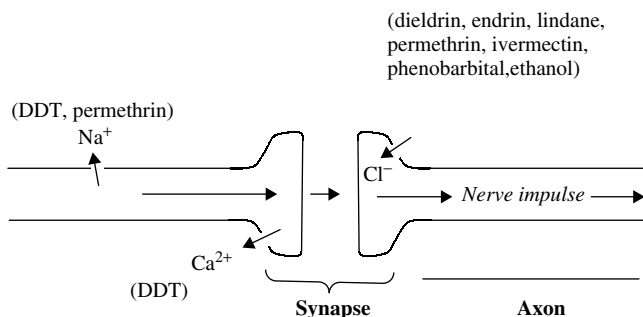 (dieldrin, endrin, lindane,
permethrin, ivermectin,
phenobarbital,ethanol)
(DDT, permethrin)
Na⁺
Cl⁻
Nerve impulse
Ca²⁺
(DDT)
Synapse
Axon